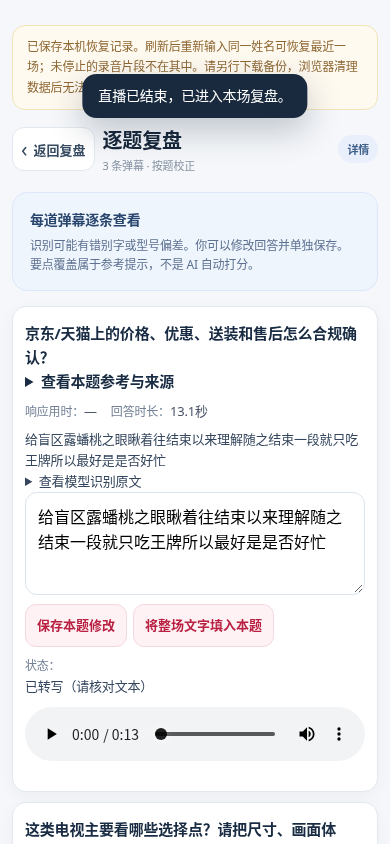 已保存本机恢复记录。刷新后重新输入同一姓名可恢复最近一
场；未停止的录音片段不在其中。请另行下载备份，浏览器清理
数据后无法
直播已结束，已进入本场复盘。
‹ 返回复盘
逐题复盘
3 条弹幕 · 按题校正
详情
每道弹幕逐条查看
识别可能有错别字或型号偏差。你可以修改回答并单独保存。
要点覆盖属于参考提示，不是 AI 自动打分。
京东/天猫上的价格、优惠、送装和售后怎么合规确
认？
▶ 查看本题参考与来源
响应用时：— 回答时长：13.1秒
给盲区露蟠桃之眼瞅着往结束以来理解随之结束一段就只吃
王牌所以最好是是否好忙
▶ 查看模型识别原文
给盲区露蟠桃之眼瞅着往结束以来理解随之
结束一段就只吃王牌所以最好是是否好忙
保存本题修改
将整场文字填入本题
状态：
已转写（请核对文本）
0:00 / 0:13
这类电视主要看哪些选择点？请把尺寸、画面体